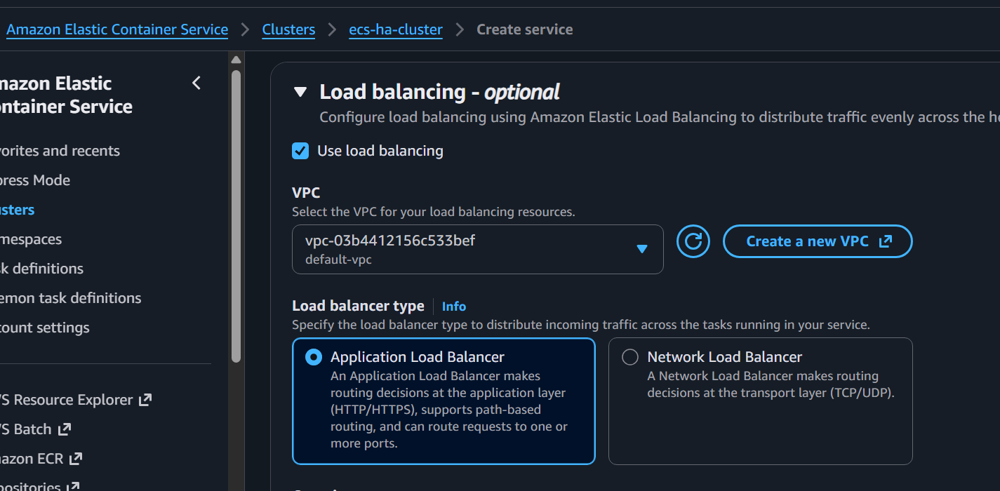 Amazon Elastic Container Service > Clusters > ecs-ha-cluster > Create service
mazon Elastic
ontainer Service
vorites and recents
press Mode
usters
mespaces
sk definitions
emon task definitions
count settings
S Resource Explorer
S Batch
mazon ECR
positories
Load balancing - optional
Configure load balancing using Amazon Elastic Load Balancing to distribute traffic evenly across the he
Use load balancing
VPC
Select the VPC for your load balancing resources.
vpc-03b4412156c533bef
default-vpc
Create a new VPC
Load balancer type Info
Specify the load balancer type to distribute incoming traffic across the tasks running in your service.
Application Load Balancer
An Application Load Balancer makes
routing decisions at the application layer
(HTTP/HTTPS), supports path-based
routing, and can route requests to one or
more ports.
Network Load Balancer
A Network Load Balancer makes routing
decisions at the transport layer (TCP/UDP).